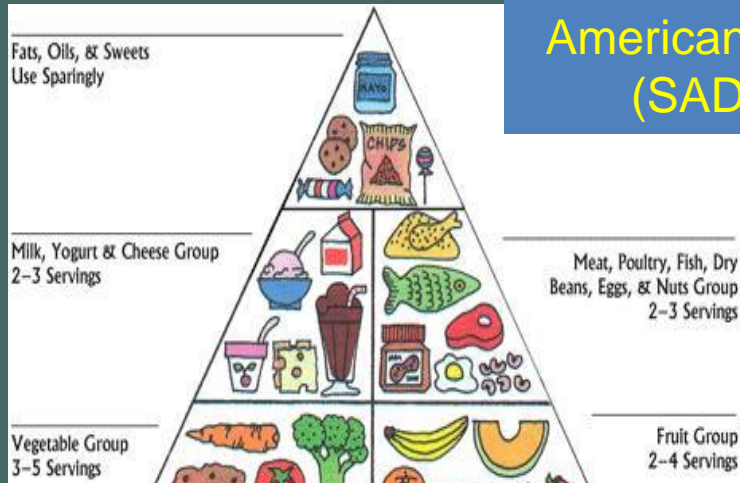 American
(SAD
Fats, Oils, & Sweets
Use Sparingly
MAYO
CHIPS
Milk, Yogurt & Cheese Group
2–3 Servings
Meat, Poultry, Fish, Dry
Beans, Eggs, & Nuts Group
2–3 Servings
Vegetable Group
3–5 Servings
Fruit Group
2–4 Servings